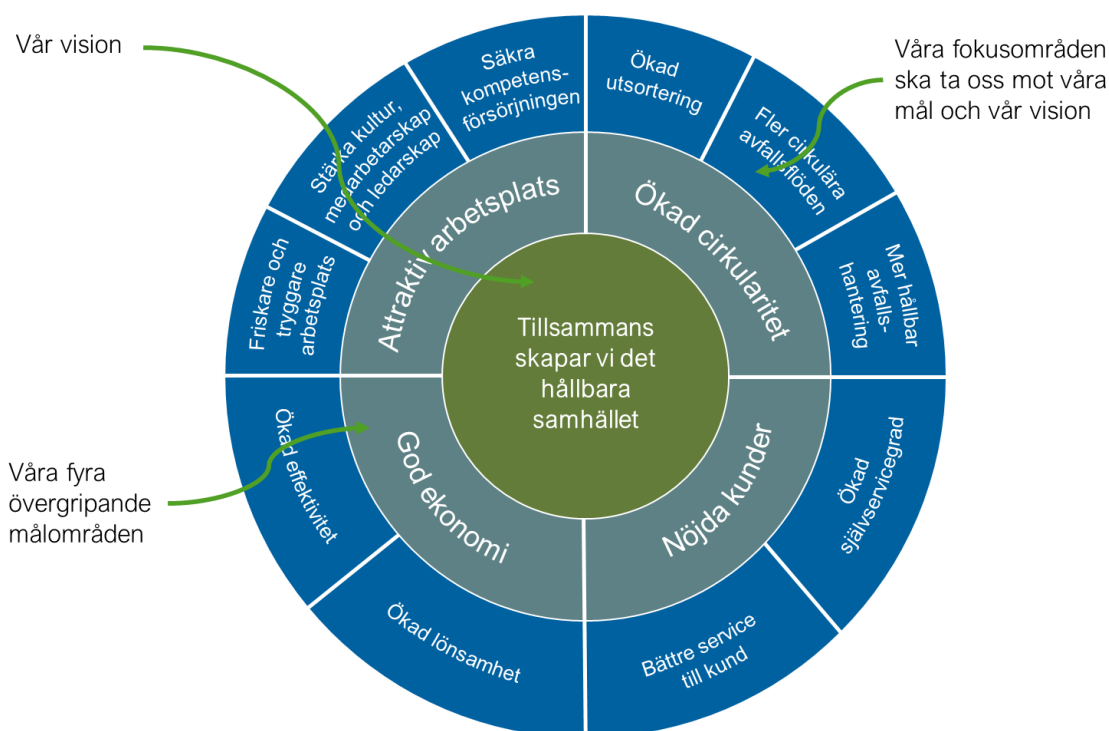 Vår vision
Våra fokusområden
ska ta oss mot våra
mål och vår vision
Våra fyra
övergripande
målområden
Tillsammans
skapar vi det
hållbara
samhället
Attraktiv arbetsplats
Ökad cirkularitet
Nöjda kunder
God ekonomi
Friskare och
tryggare
arbetsplats
Stärka kultur,
medarbetarskap
och ledarskap
Säkra
kompetens-
försörjningen
Ökad
utsortering
Fler cirkulära
avfallsflöden
Mer hållbar
avfalls-
hantering
Ökad
självservicegrad
Bättre service
till kund
Ökad lönsamhet
Ökad effektivitet